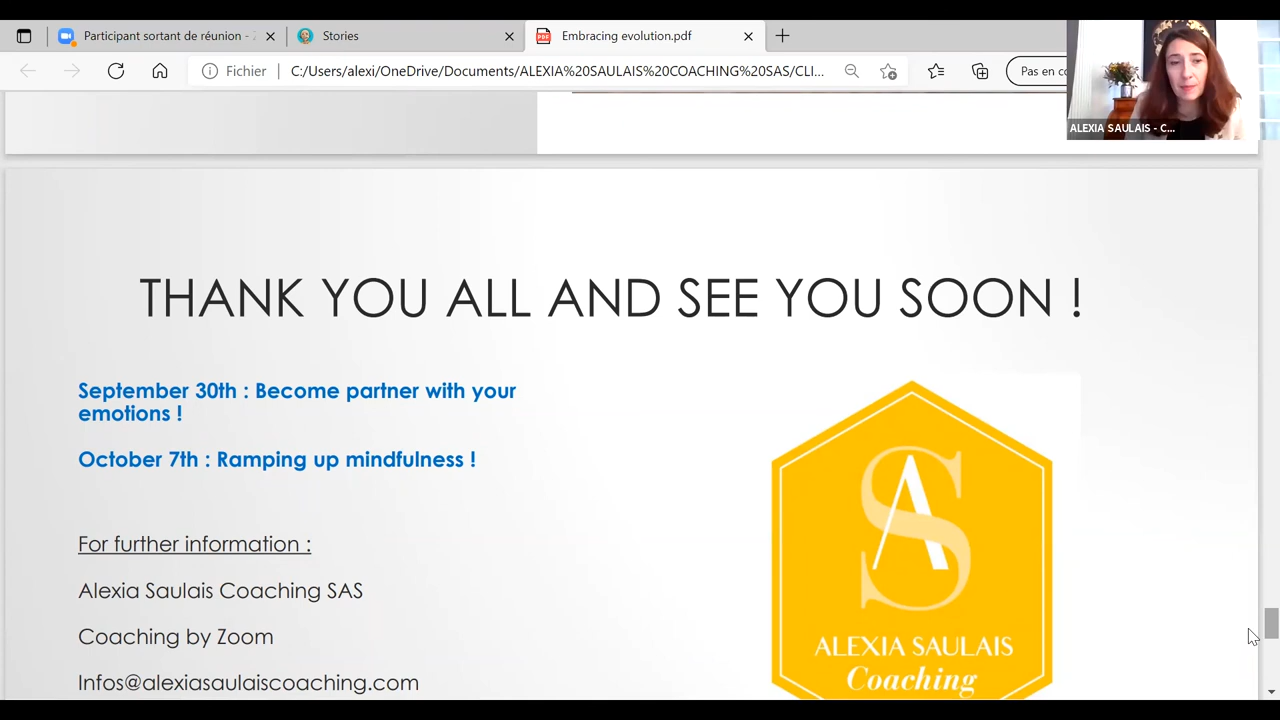 Participant sortant de réunion -
Stories
Embracing evolution.pdf
Fichier
C:/Users/alexi/OneDrive/Documents/ALEXIA%20SAULAIS%20COACHING%20SAS/CLI...
Pas en co
ALEXIA SAULAIS - C...
THANK YOU ALL AND SEE YOU SOON !
September 30th : Become partner with your
emotions !
October 7th : Ramping up mindfulness !
For further information :
Alexia Saulais Coaching SAS
Coaching by Zoom
Infos@alexiasaulaiscoaching.com
AS
ALEXIA SAULAIS
Coaching